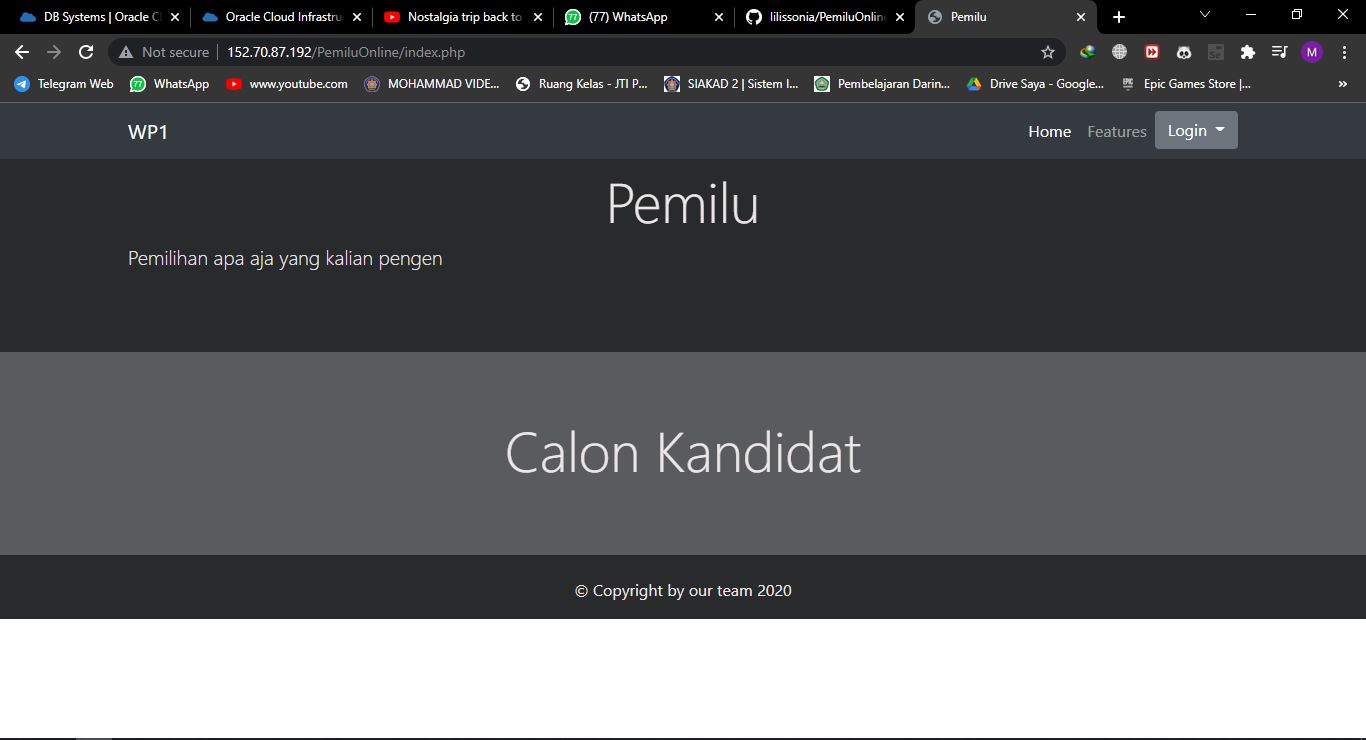 DB Systems | Oracle Cl
Oracle Cloud Infrastru
Nostalgia trip back to
(77) WhatsApp
lilissonia/PemiluOnline
Pemilu
Not secure
152.70.87.192/PemiluOnline/index.php
M
Telegram Web
WhatsApp
www.youtube.com
MOHAMMAD VIDE...
Ruang Kelas - JTI P...
SIAKAD 2 | Sistem I...
Pembelajaran Darin...
Drive Saya - Google...
Epic Games Store |...
»
WP1
Home
Features
Login
Pemilu
Pemilihan apa aja yang kalian pengen
Calon Kandidat
© Copyright by our team 2020